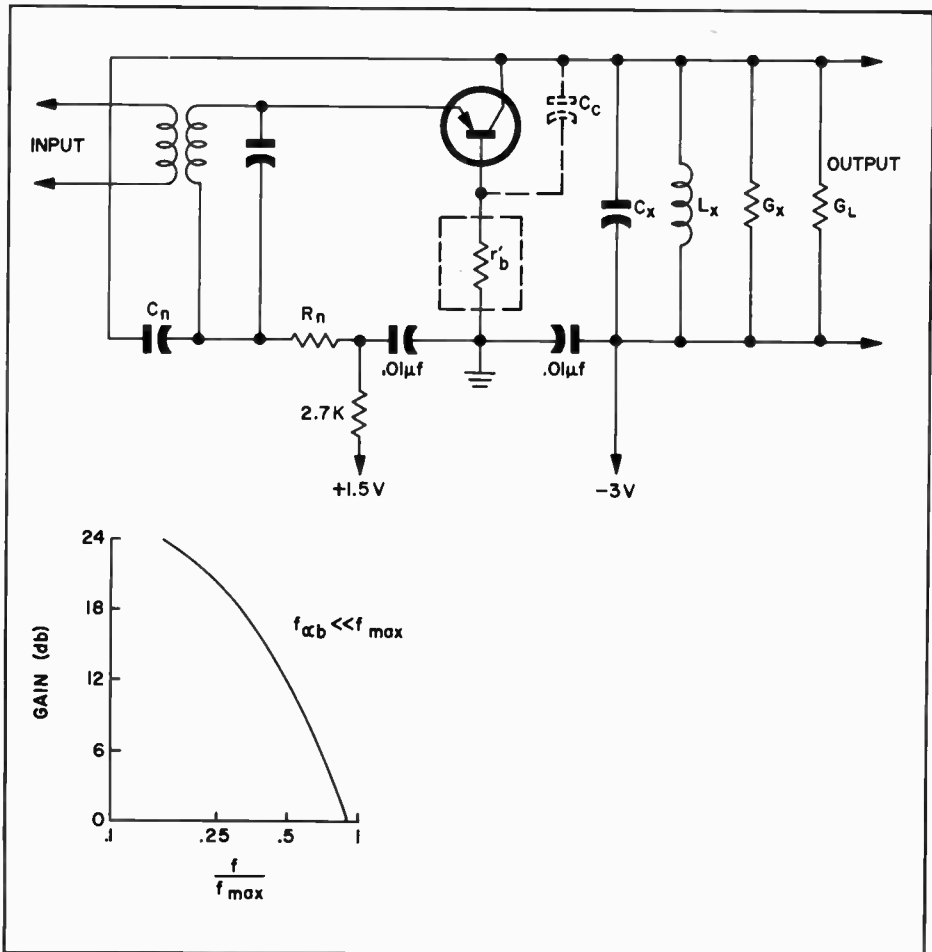 INPUT
C_c
OUTPUT
C_x
L_x
G_x
G_L
r'_b
C_n
R_n
.01µf
.01µf
2.7K
+1.5V
-3V
GAIN (db)
24
18
12
6
0
f_αb << f_max
.1
.25
.5
1
f
f_max